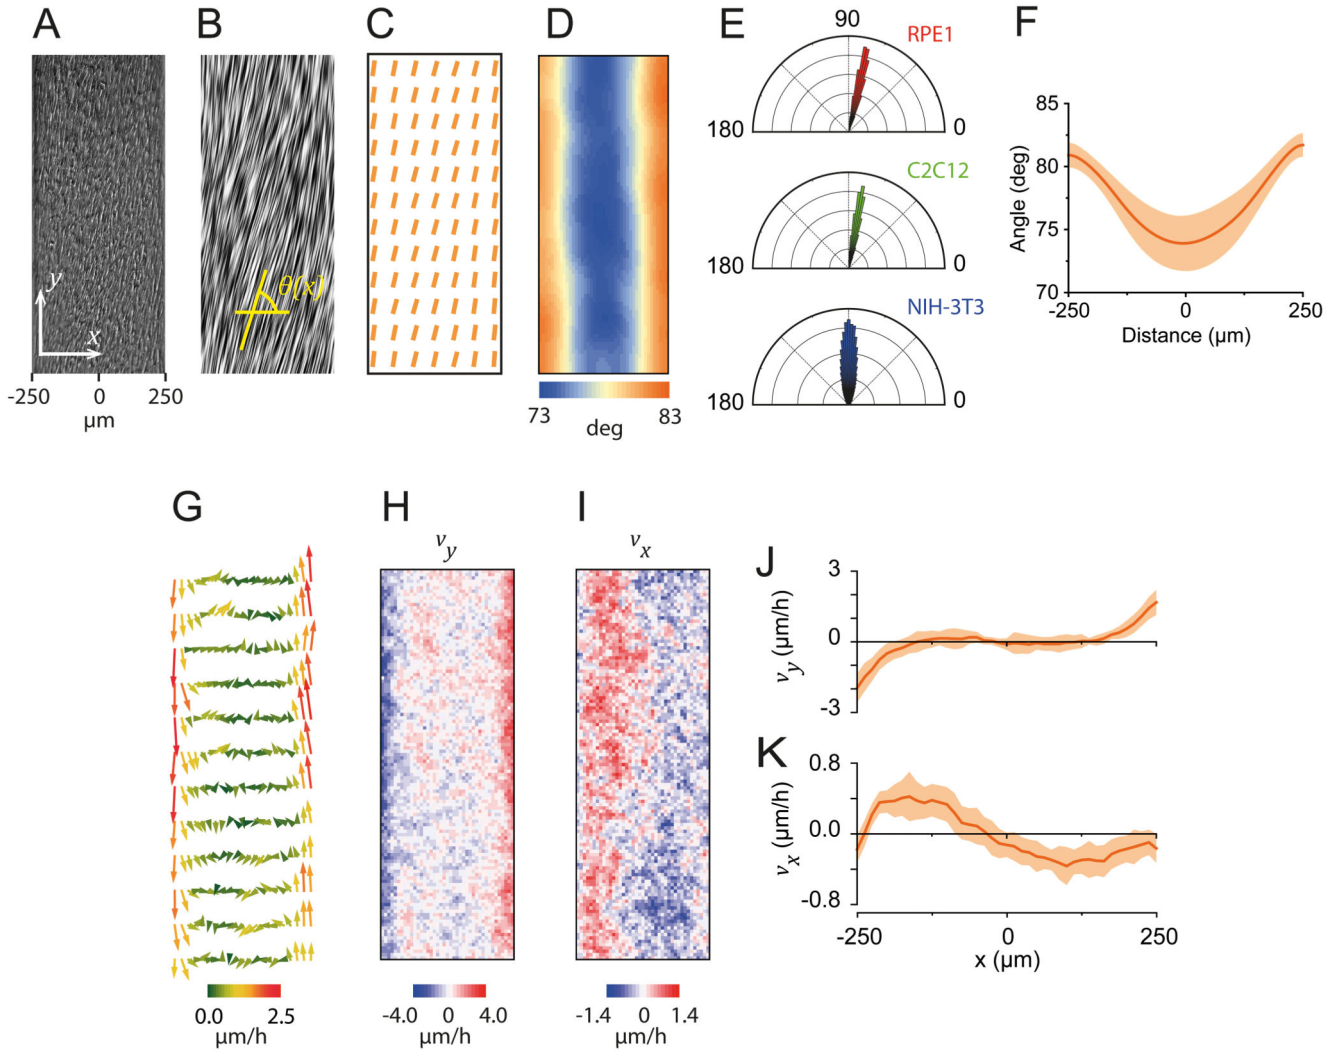 A B C D E F
90
RPE1
180 0
C2C12
180 0
NIH-3T3
180 0
y
x
θ(x)
-250 0 250
µm
73 83
deg
85
80
75
70
Angle (deg)
-250 0 250
Distance (µm)
G H I J K
v_y
v_x
0.0 2.5
µm/h
-4.0 0 4.0
µm/h
-1.4 0 1.4
µm/h
3
0
-3
v_y (µm/h)
0.8
0.0
-0.8
v_x (µm/h)
-250 0 250
x (µm)